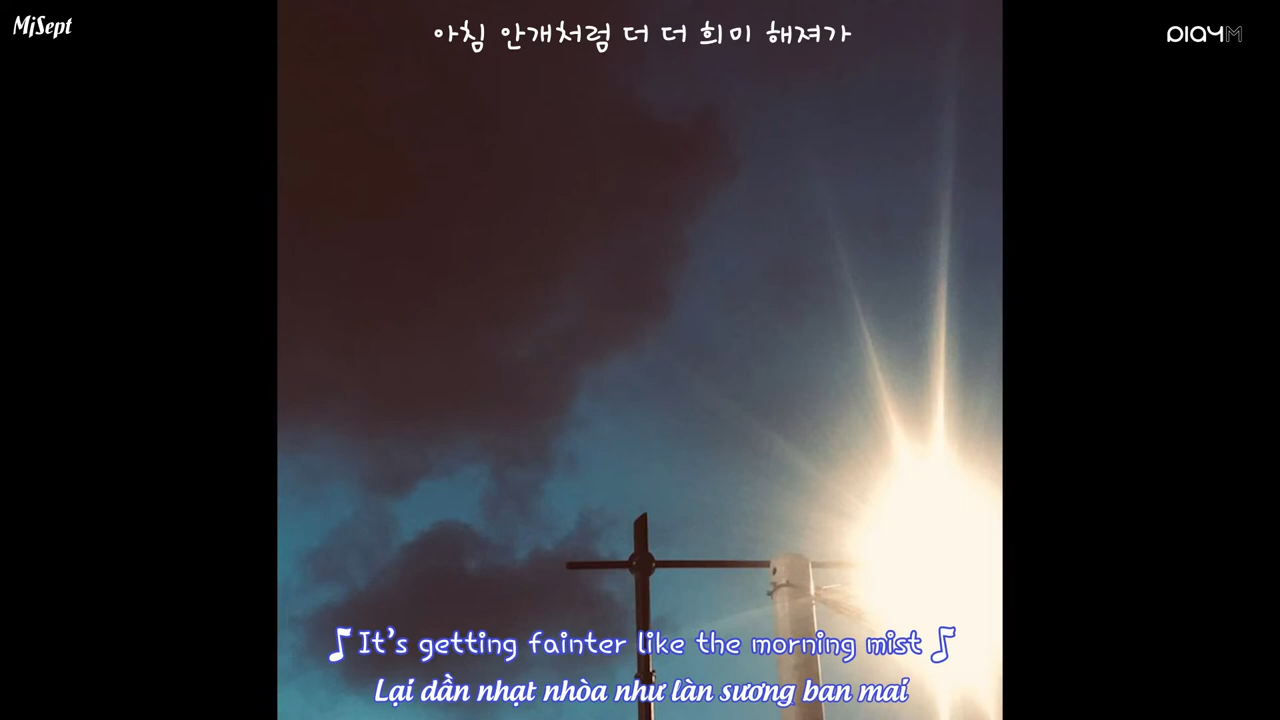 MjSept
아침 안개처럼 더 더 희미 해져가
PLAYM
♪ It's getting fainter like the morning mist ♪
Lại dần nhạt nhòa như làn sương ban mai